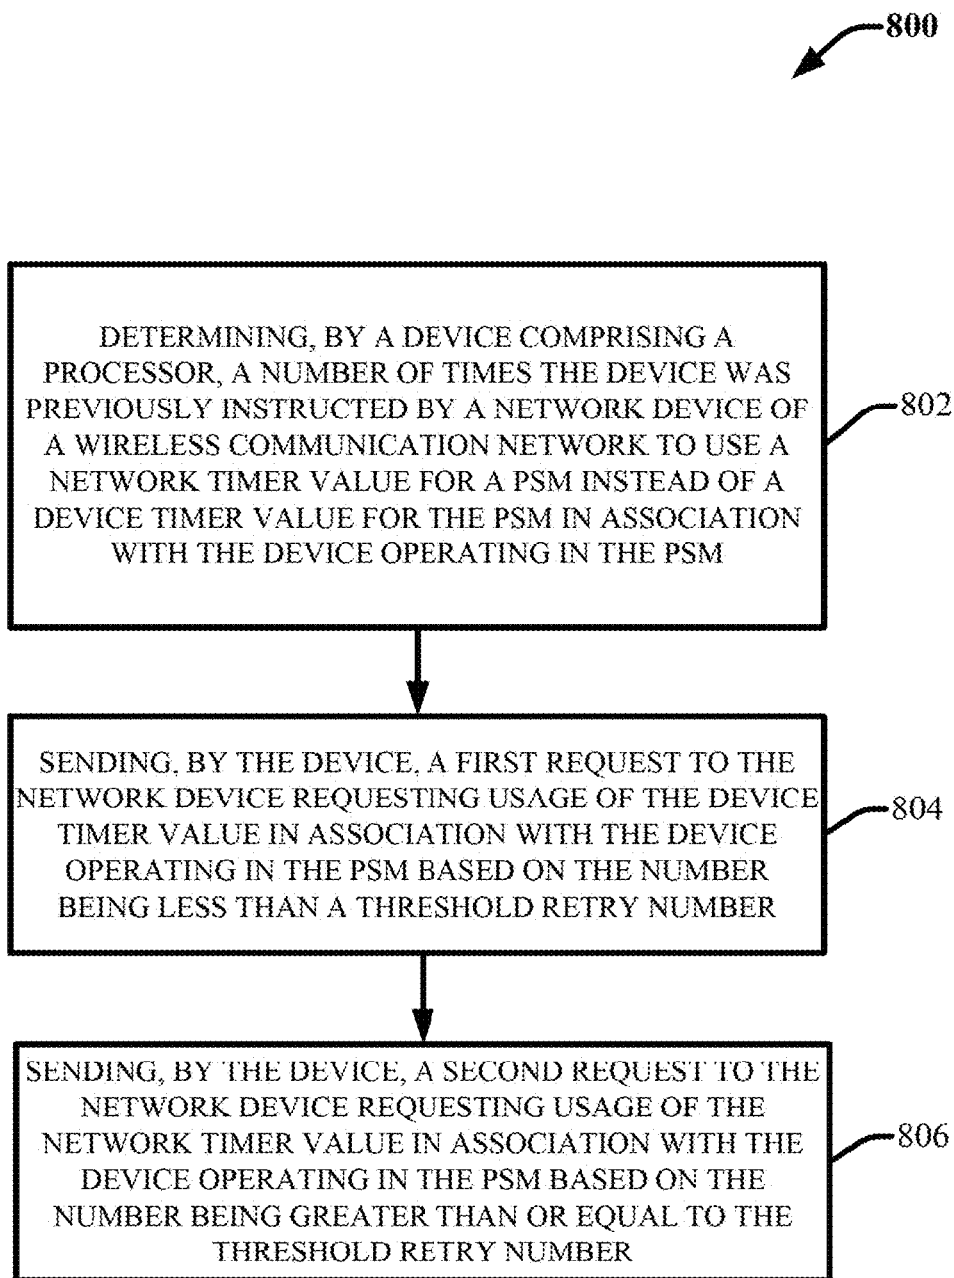 800
DETERMINING, BY A DEVICE COMPRISING A
PROCESSOR, A NUMBER OF TIMES THE DEVICE WAS
PREVIOUSLY INSTRUCTED BY A NETWORK DEVICE OF
A WIRELESS COMMUNICATION NETWORK TO USE A
NETWORK TIMER VALUE FOR A PSM INSTEAD OF A
DEVICE TIMER VALUE FOR THE PSM IN ASSOCIATION
WITH THE DEVICE OPERATING IN THE PSM
802
SENDING, BY THE DEVICE, A FIRST REQUEST TO THE
NETWORK DEVICE REQUESTING USAGE OF THE DEVICE
TIMER VALUE IN ASSOCIATION WITH THE DEVICE
OPERATING IN THE PSM BASED ON THE NUMBER
BEING LESS THAN A THRESHOLD RETRY NUMBER
804
SENDING, BY THE DEVICE, A SECOND REQUEST TO THE
NETWORK DEVICE REQUESTING USAGE OF THE
NETWORK TIMER VALUE IN ASSOCIATION WITH THE
DEVICE OPERATING IN THE PSM BASED ON THE
NUMBER BEING GREATER THAN OR EQUAL TO THE
THRESHOLD RETRY NUMBER
806